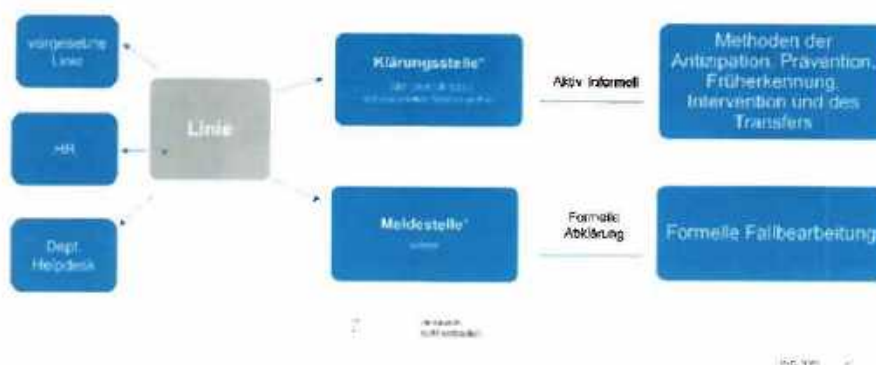 vorgesetzte
Linie
HR
Dept.
Helpdesk
Linie
Klärungsstelle*
Meldestelle*
Aktiv Informell
Formelle
Abklärung
Methoden der
Antizipation, Prävention,
Früherkennung,
Intervention und des
Transfers
Formelle Fallbearbeitung